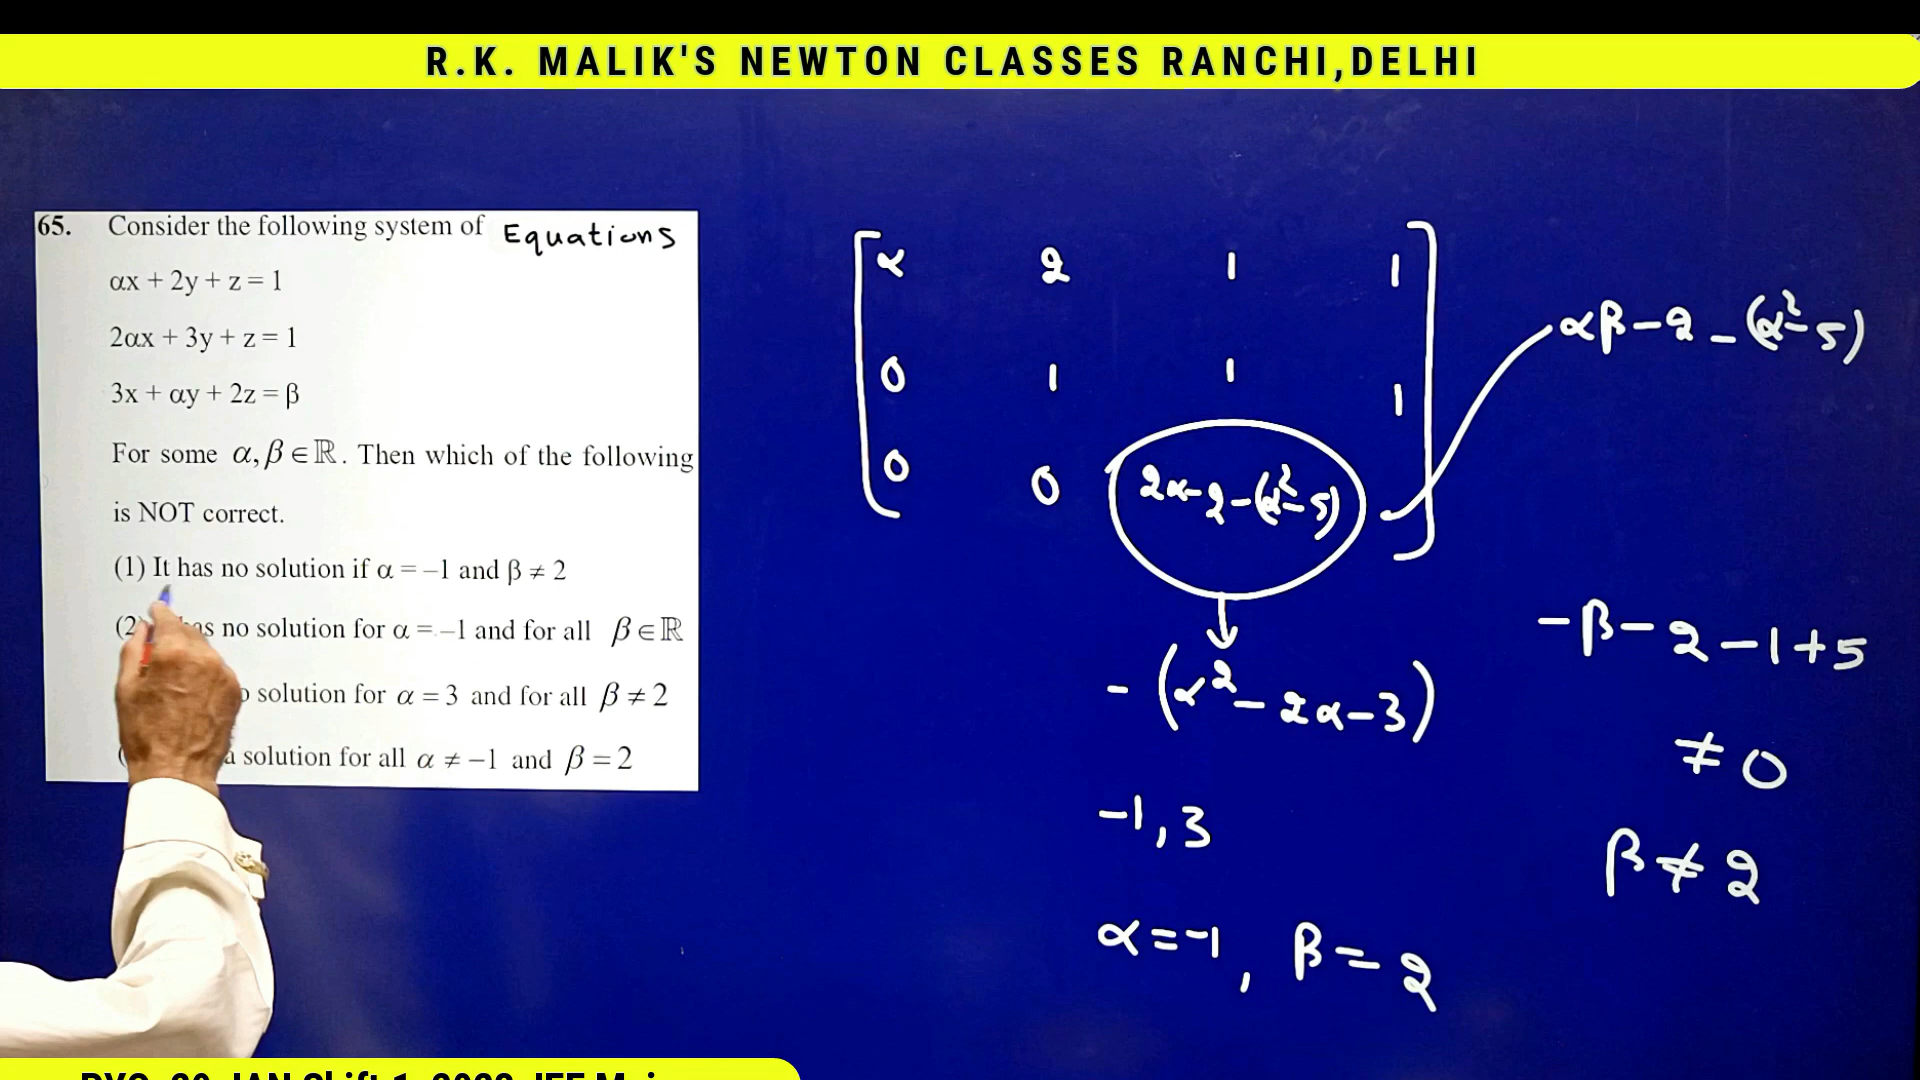 R.K. MALIK'S NEWTON CLASSES RANCHI,DELHI
65. Consider the following system of Equations
αx + 2y + z = 1
2αx + 3y + z = 1
3x + αy + 2z = β
For some α, β ∈ ℝ. Then which of the following
is NOT correct.
(1) It has no solution if α = –1 and β ≠ 2
(2) has no solution for α = –1 and for all β ∈ ℝ
solution for α = 3 and for all β ≠ 2
a solution for all α ≠ –1 and β = 2
α 2 1 1
0 1 1 1
0 0 2α-2-(α²-5)
αβ-2-(α²-5)
-(α²-2α-3)
-1,3
α=-1, β=2
-β-2-1+5
≠0
β≠2